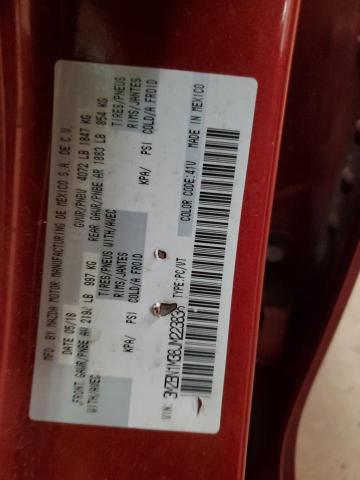 MFD. BY MAZDA MOTOR MANUFACTURING DE MEXICO S.A. DE C.V.
DATE 05/18 GVWR/PNBV 4072 LB 1847 KG
FRONT GAWR/PNBE AV 2194 LB 997 KG REAR GAWR/PNBE AR 1883 LB 854 KG
WITH/AVEC TIRES/PNEUS WITH/AVEC TIRES/PNEUS
RIMS/JANTES RIMS/JANTES
KPA/ PSI COLD/A FROID KPA/ PSI COLD/A FROID
VIN: TYPE:PC/VT
COLOR CODE:41V MADE IN MEXICO